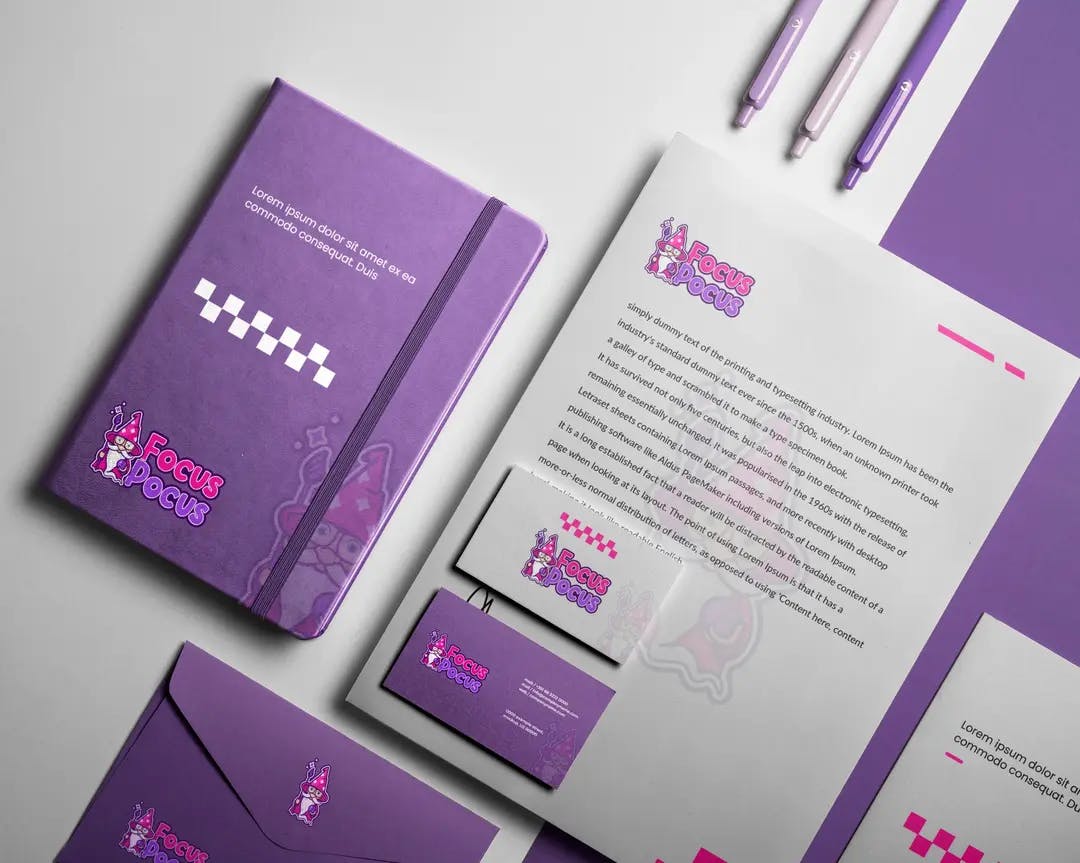 Lorem ipsum dolor sit amet ex ea
commodo consequat. Duis
FOCUS
POCUS
FOCUS
POCUS
simply dummy text of the printing and typesetting industry. Lorem Ipsum has been the
industry's standard dummy text ever since the 1500s, when an unknown printer took
a galley of type and scrambled it to make a type specimen book.
It has survived not only five centuries, but also the leap into electronic typesetting,
remaining essentially unchanged. It was popularised in the 1960s with the release of
Letraset sheets containing Lorem Ipsum passages, and more recently with desktop
publishing software like Aldus PageMaker including versions of Lorem Ipsum.
It is a long established fact that a reader will be distracted by the readable content of a
page when looking at its layout. The point of using Lorem Ipsum is that it has a
more-or-less normal distribution of letters, as opposed to using 'Content here, content
it look like readable English
FOCUS
POCUS
FOCUS
POCUS
FOCUS
POCUS
Lorem ipsum dolor sit a
commodo consequat. Du